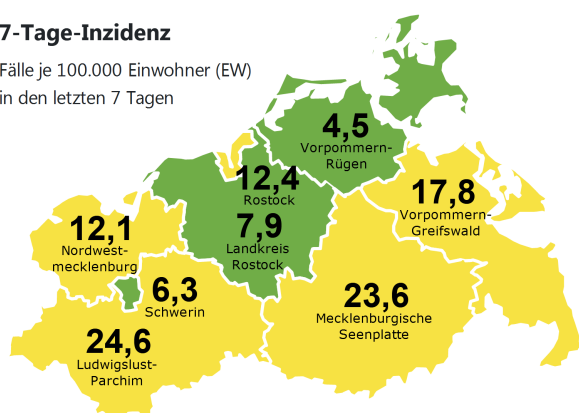 7-Tage-Inzidenz
Fälle je 100.000 Einwohner (EW)
in den letzten 7 Tagen
4,5
Vorpommern-
Rügen
12,4
Rostock
17,8
Vorpommern-
Greifswald
7,9
Landkreis
Rostock
12,1
Nordwest-
mecklenburg
6,3
Schwerin
23,6
Mecklenburgische
Seenplatte
24,6
Ludwigslust-
Parchim